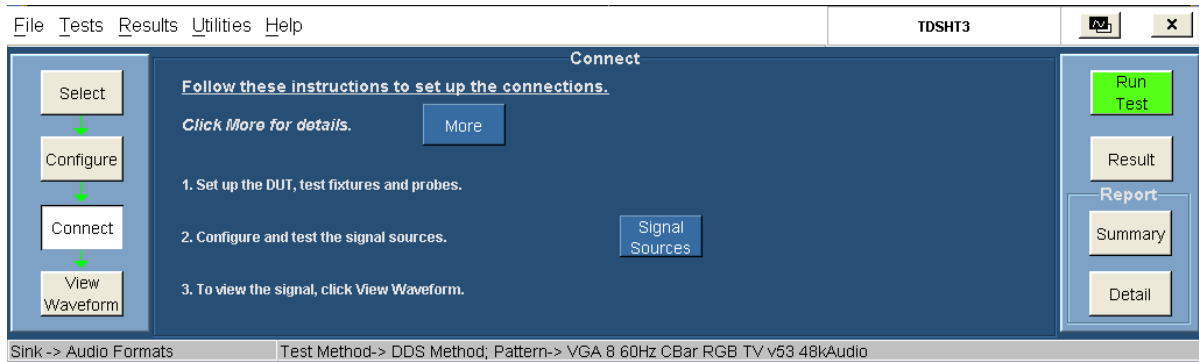 File Tests Results Utilities Help
TDSHT3
x
Connect
Select
Configure
Connect
View
Waveform
Follow these instructions to set up the connections.
Click More for details.
More
1. Set up the DUT, test fixtures and probes.
2. Configure and test the signal sources.
Signal
Sources
3. To view the signal, click View Waveform.
Run
Test
Result
Report
Summary
Detail
Sink -> Audio Formats
Test Method-> DDS Method; Pattern-> VGA 8 60Hz CBar RGB TV v53 48kAudio